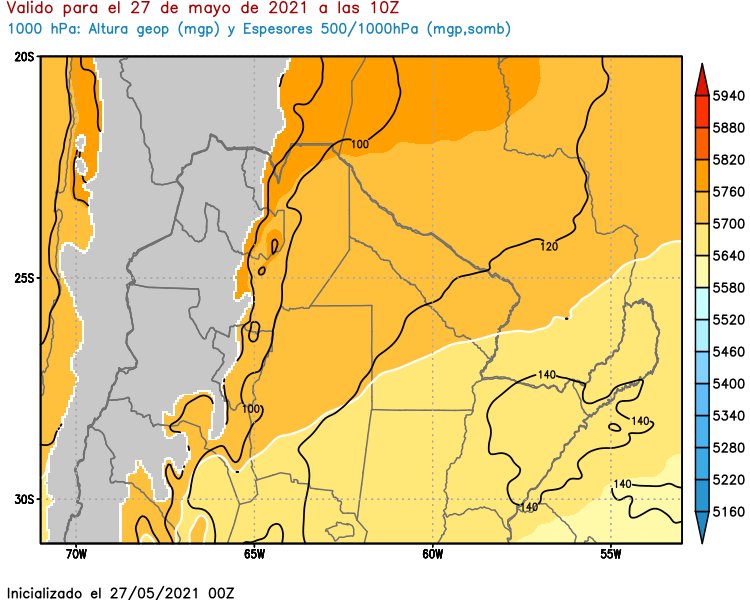 Valido para el 27 de mayo de 2021 a las 10Z
1000 hPa: Altura geop (mgp) y Espesores 500/1000hPa (mgp,somb)
20S
25S
30S
70W
65W
60W
55W
100
120
100
140
140
140
140
5940
5880
5820
5760
5700
5640
5580
5520
5460
5400
5340
5280
5220
5160
Inicializado el 27/05/2021 00Z